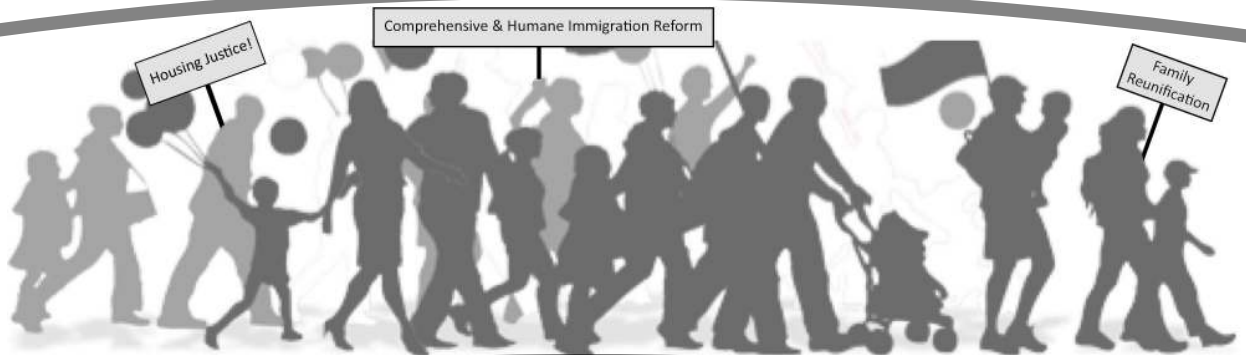 Housing Justice!
Comprehensive & Humane Immigration Reform
Family
Reunification